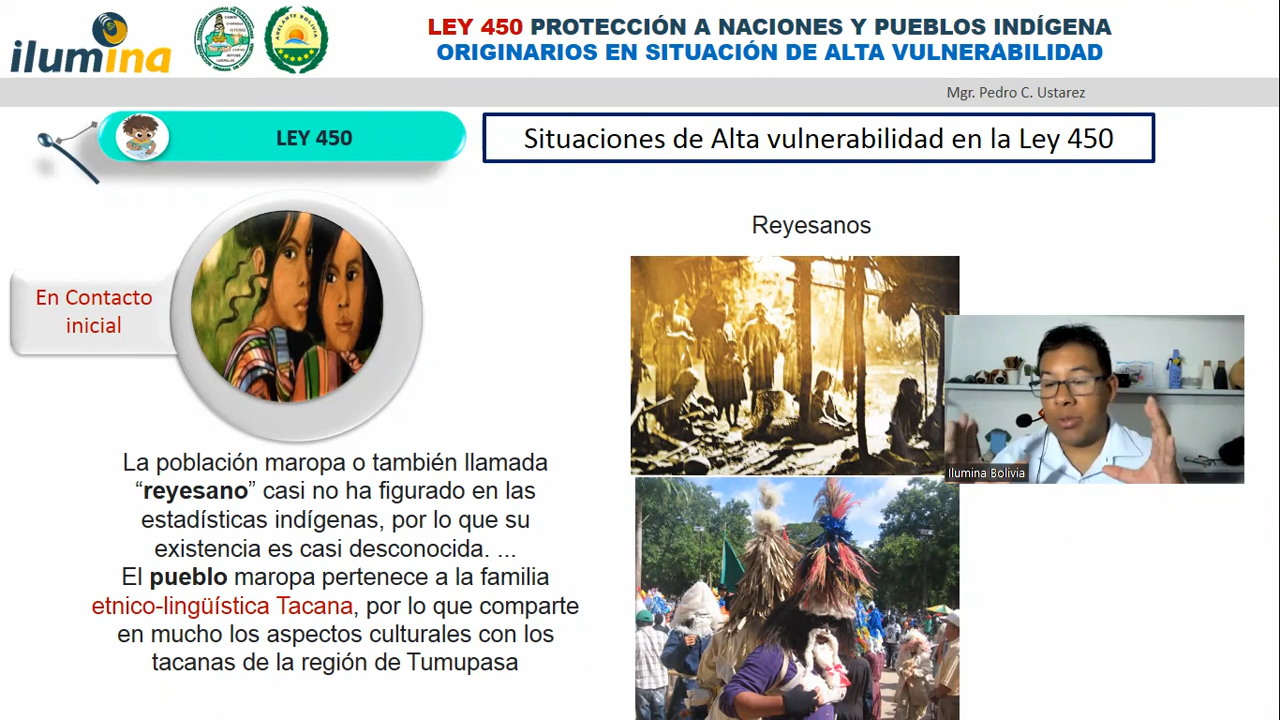 ilumina
LEY 450 PROTECCIÓN A NACIONES Y PUEBLOS INDÍGENA
ORIGINARIOS EN SITUACIÓN DE ALTA VULNERABILIDAD
Mgr. Pedro C. Ustarez
LEY 450
Situaciones de Alta vulnerabilidad en la Ley 450
En Contacto
inicial
Reyesanos
Ilumina Bolivia
La población maropa o también llamada
“reyesano” casi no ha figurado en las
estadísticas indígenas, por lo que su
existencia es casi desconocida. ...
El pueblo maropa pertenece a la familia
etnico-lingüística Tacana, por lo que comparte
en mucho los aspectos culturales con los
tacanas de la región de Tumupasa